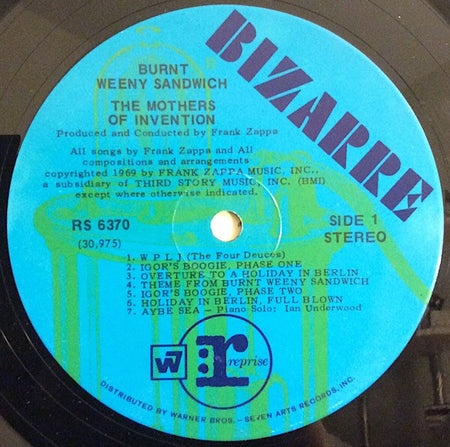 BIZARRE
BURNT
WEENY SANDWICH
THE MOTHERS
OF INVENTION
Produced and Conducted by Frank Zappa
All songs by Frank Zappa and All
compositions and arrangements
copyrighted 1969 by FRANK ZAPPA MUSIC, INC.,
a subsidiary of THIRD STORY MUSIC, INC. (BMI)
except where otherwise indicated.
RS 6370
(30,975)
SIDE 1
STEREO
1. W P L J (The Four Deuces)
2. IGOR'S BOOGIE, PHASE ONE
3. OVERTURE TO A HOLIDAY IN BERLIN
4. THEME FROM BURNT WEENY SANDWICH
5. IGOR'S BOOGIE, PHASE TWO
6. HOLIDAY IN BERLIN, FULL BLOWN
7. AYBE SEA - Piano Solo: Ian Underwood
W7
r reprise
DISTRIBUTED BY WARNER BROS. - SEVEN ARTS RECORDS, INC.